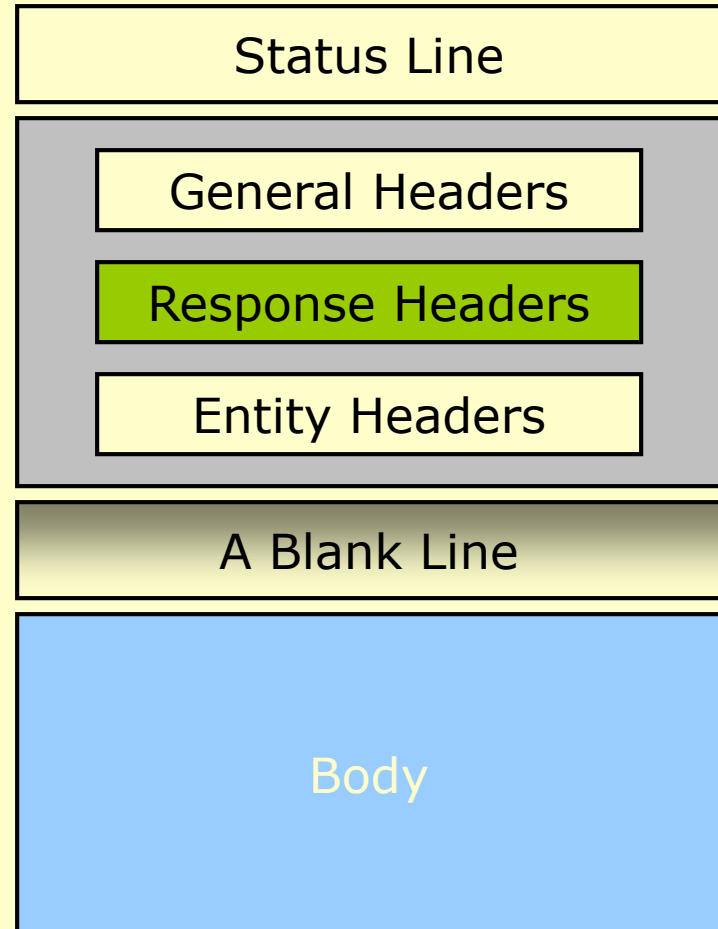 Status Line
General Headers
Response Headers
Entity Headers
A Blank Line
Body